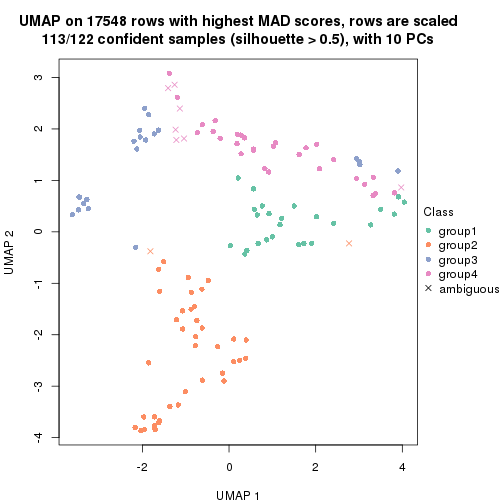 UMAP on 17548 rows with highest MAD scores, rows are scaled
113/122 confident samples (silhouette > 0.5), with 10 PCs
3
2
1
0
-1
-2
-3
-4
UMAP 2
-2
0
2
4
UMAP 1
Class
group1
group2
group3
group4
ambiguous